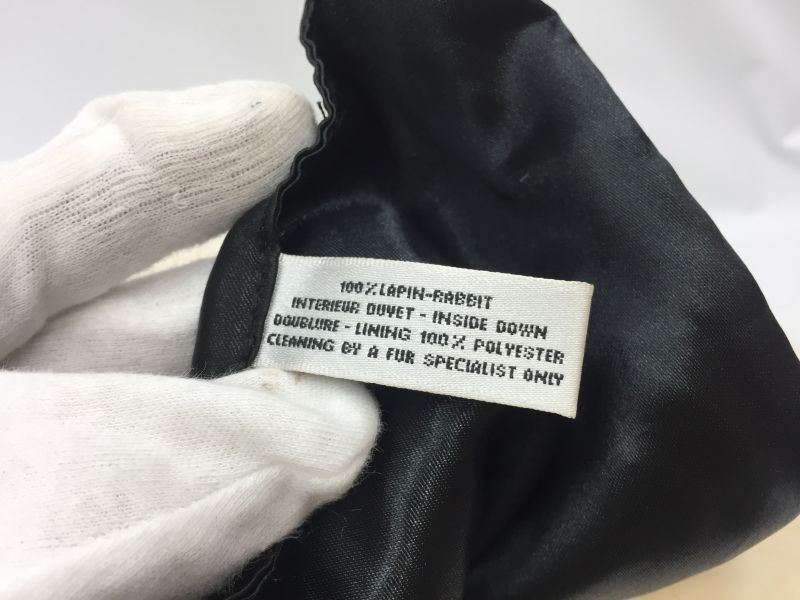 100%LAPIN-RABBIT
INTERIEUR DUVET - INSIDE DOWN
DOUBLURE - LINING 100% POLYESTER
CLEANING BY A FUR SPECIALIST ONLY